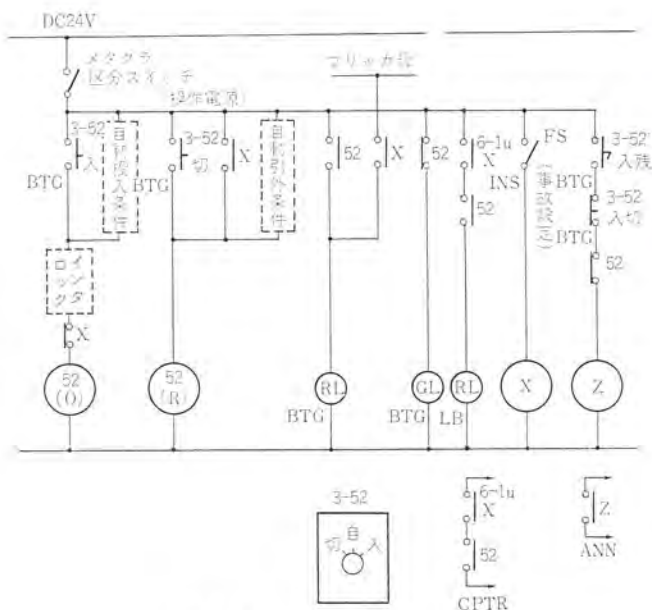 DC24V
メタクラ
区分スイッチ
操作電源
フリッカ線
3-52
入
BTG
自動投入条件
3-52
切
BTG
X
自動引外条件
52
X
52
6-1u
X
52
FS
INS
(事故設定)
3-52
入残
BTG
3-52
入切
BTG
52
インタロック
X
52
(O)
52
(R)
RL
BTG
GL
BTG
RL
LB
X
Z
3-52
切 自 入
6-1u
X
52
CPTR
Z
ANN